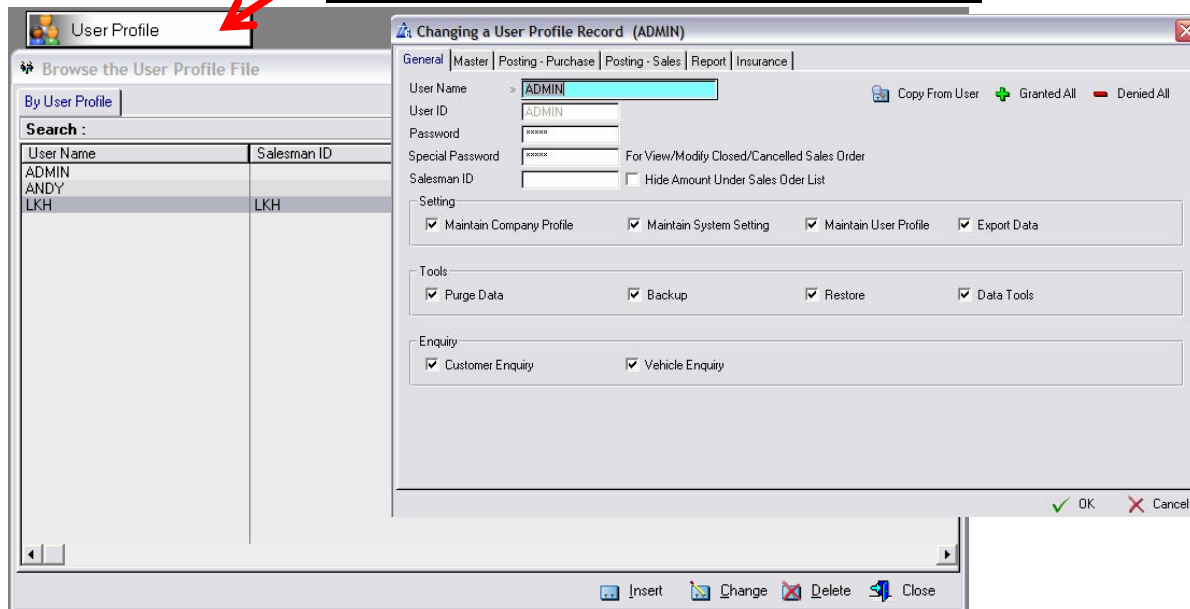 User Profile
Browse the User Profile File
By User Profile
Search :
User Name Salesman ID
ADMIN
ANDY
LKH LKH
Insert Change Delete Close
Changing a User Profile Record (ADMIN)
General Master Posting - Purchase Posting - Sales Report Insurance
User Name » ADMIN
Copy From User Granted All Denied All
User ID ADMIN
Password xxxxx
Special Password xxxxx For View/Modify Closed/Cancelled Sales Order
Salesman ID Hide Amount Under Sales Oder List
Setting
Maintain Company Profile Maintain System Setting Maintain User Profile Export Data
Tools
Purge Data Backup Restore Data Tools
Enquiry
Customer Enquiry Vehicle Enquiry
OK Cancel